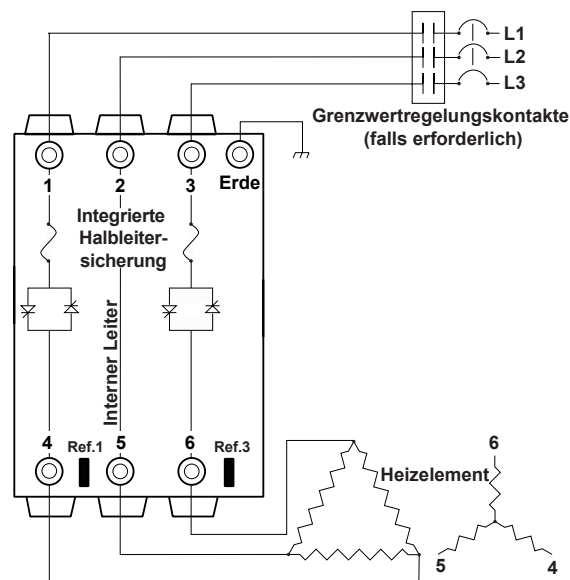 L1
L2
L3
Grenzwertregelungskontakte
(falls erforderlich)
1 2 3 Erde
Integrierte
Halbleiter-
sicherung
Interner Leiter
4 Ref.1 5 6 Ref.3
Heizelement
6
5 4